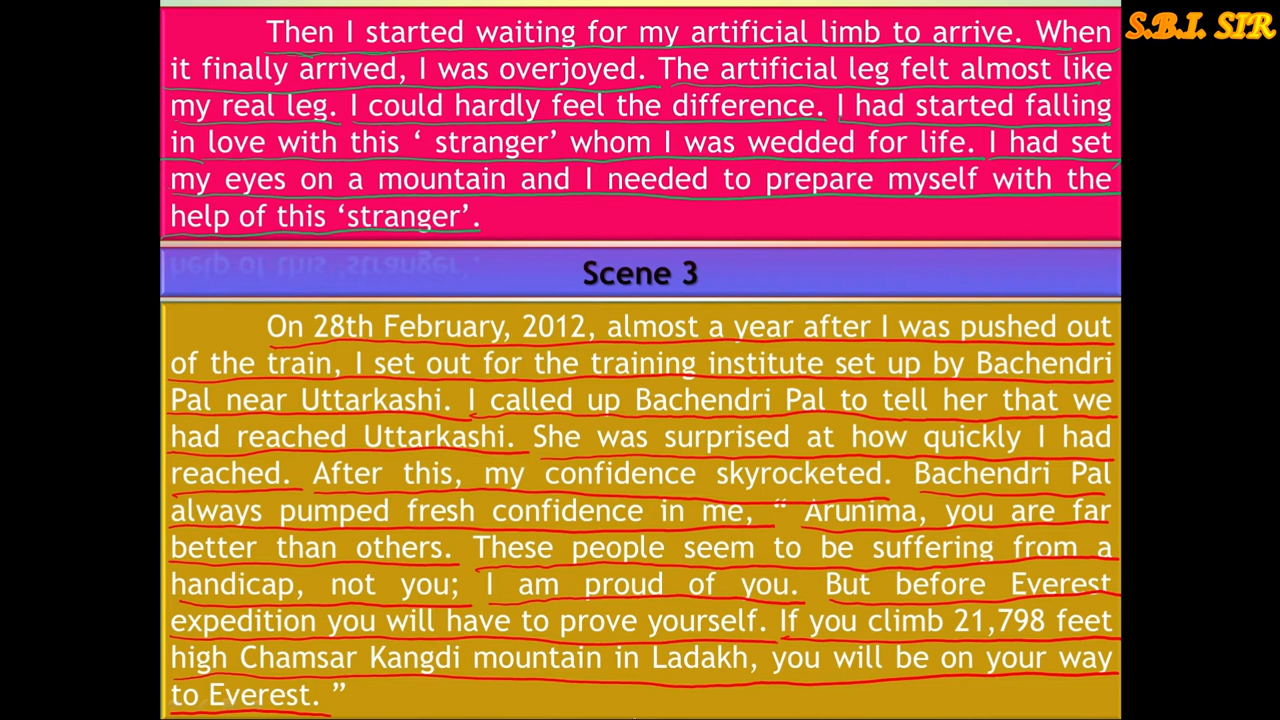 S.B.I. SIR
Then I started waiting for my artificial limb to arrive. When
it finally arrived, I was overjoyed. The artificial leg felt almost like
my real leg. I could hardly feel the difference. I had started falling
in love with this ‘ stranger’ whom I was wedded for life. I had set
my eyes on a mountain and I needed to prepare myself with the
help of this ‘stranger’.
Scene 3
On 28th February, 2012, almost a year after I was pushed out
of the train, I set out for the training institute set up by Bachendri
Pal near Uttarkashi. I called up Bachendri Pal to tell her that we
had reached Uttarkashi. She was surprised at how quickly I had
reached. After this, my confidence skyrocketed. Bachendri Pal
always pumped fresh confidence in me, “ Arunima, you are far
better than others. These people seem to be suffering from a
handicap, not you; I am proud of you. But before Everest
expedition you will have to prove yourself. If you climb 21,798 feet
high Chamsar Kangdi mountain in Ladakh, you will be on your way
to Everest. ”